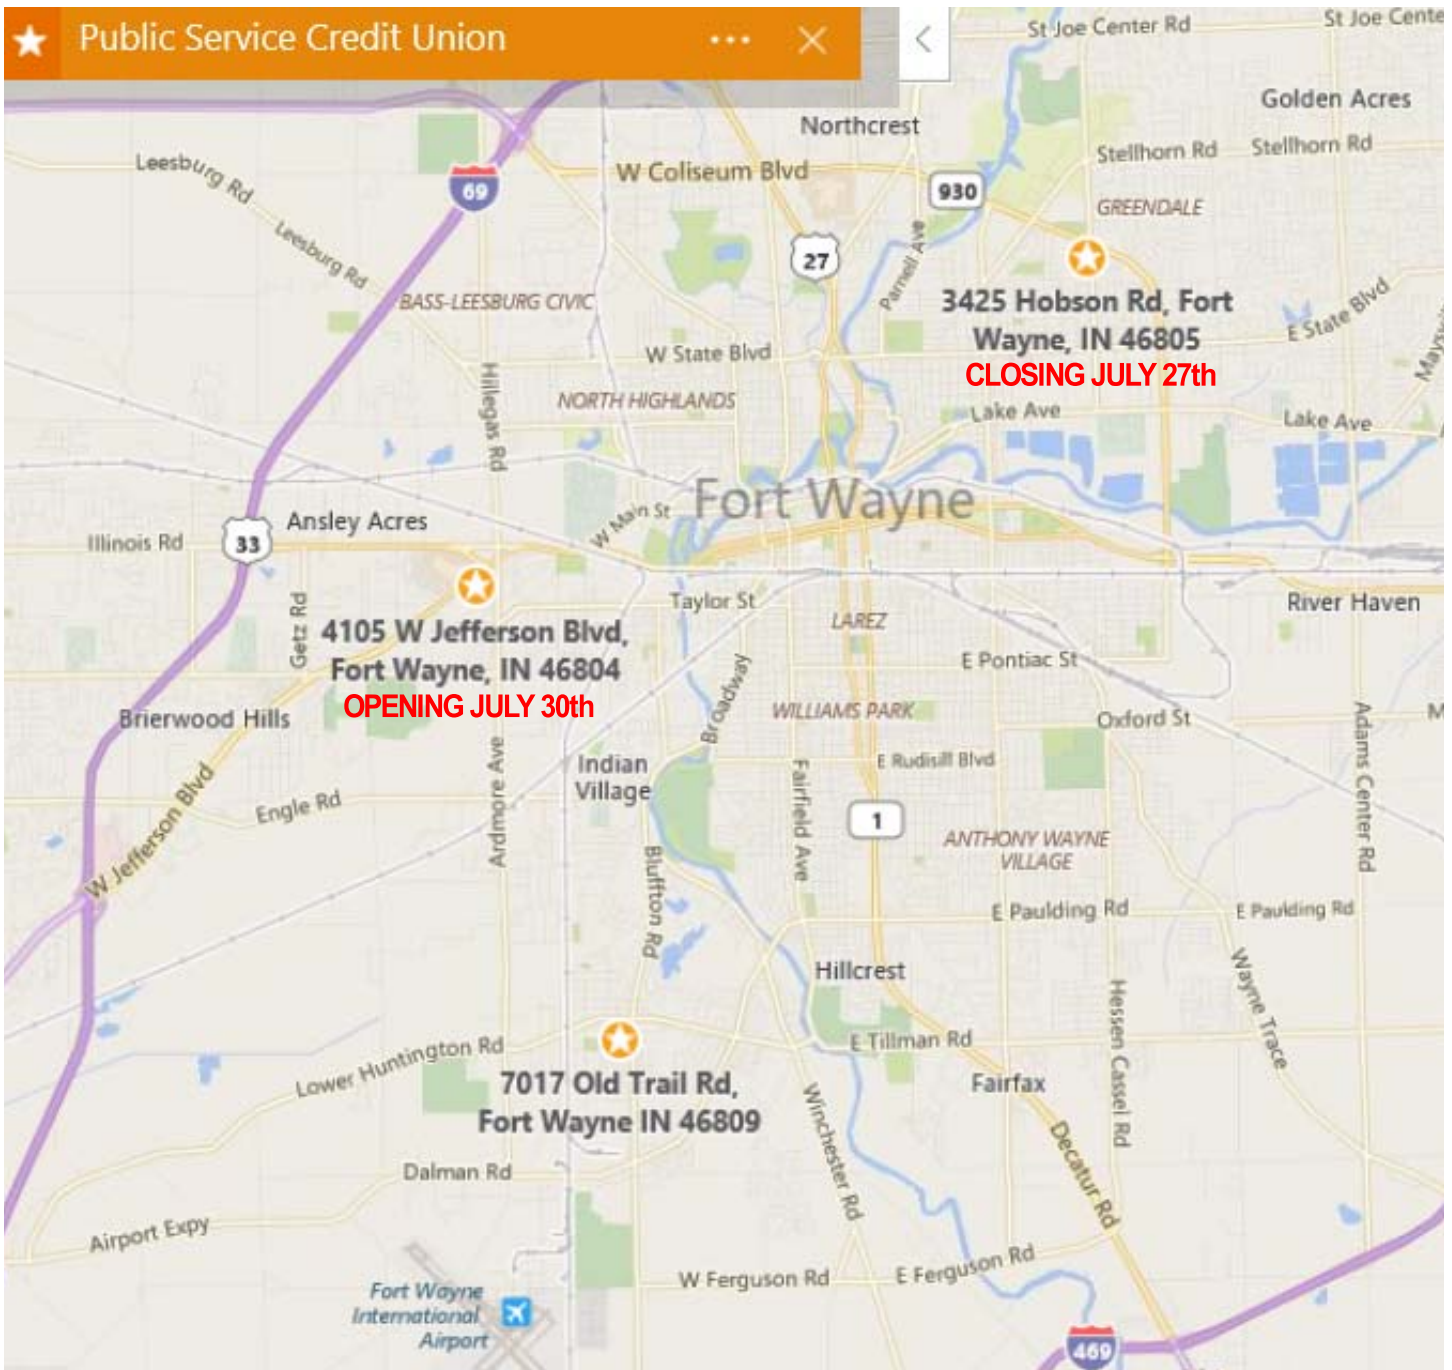 Public Service Credit Union
St Joe Center Rd
St Joe Cente
Golden Acres
Northcrest
Stellhorn Rd
Stellhorn Rd
Leesburg Rd
W Coliseum Blvd
69
930
GREENDALE
Leesburg Rd
27
Parnell Ave
BASS-LEESBURG CIVIC
3425 Hobson Rd, Fort
Wayne, IN 46805
CLOSING JULY 27th
E State Blvd
W State Blvd
Hillegas Rd
NORTH HIGHLANDS
Lake Ave
Lake Ave
Fort Wayne
W Main St
Ansley Acres
Illinois Rd
33
Taylor St
River Haven
Getz Rd
4105 W Jefferson Blvd,
Fort Wayne, IN 46804
OPENING JULY 30th
LAREZ
E Pontiac St
Broadway
Brierwood Hills
WILLIAMS PARK
Oxford St
M
Adams Center Rd
Indian
Village
E Rudisill Blvd
Ardmore Ave
Fairfield Ave
W Jefferson Blvd
Engle Rd
1
ANTHONY WAYNE
VILLAGE
Bluffton Rd
E Paulding Rd
E Paulding Rd
Hillcrest
Wayne Trace
Hessen Cassel Rd
Lower Huntington Rd
E Tillman Rd
7017 Old Trail Rd,
Fort Wayne IN 46809
Fairfax
Winchester Rd
Decatur Rd
Dalman Rd
Airport Expy
W Ferguson Rd
E Ferguson Rd
Fort Wayne
International
Airport
469